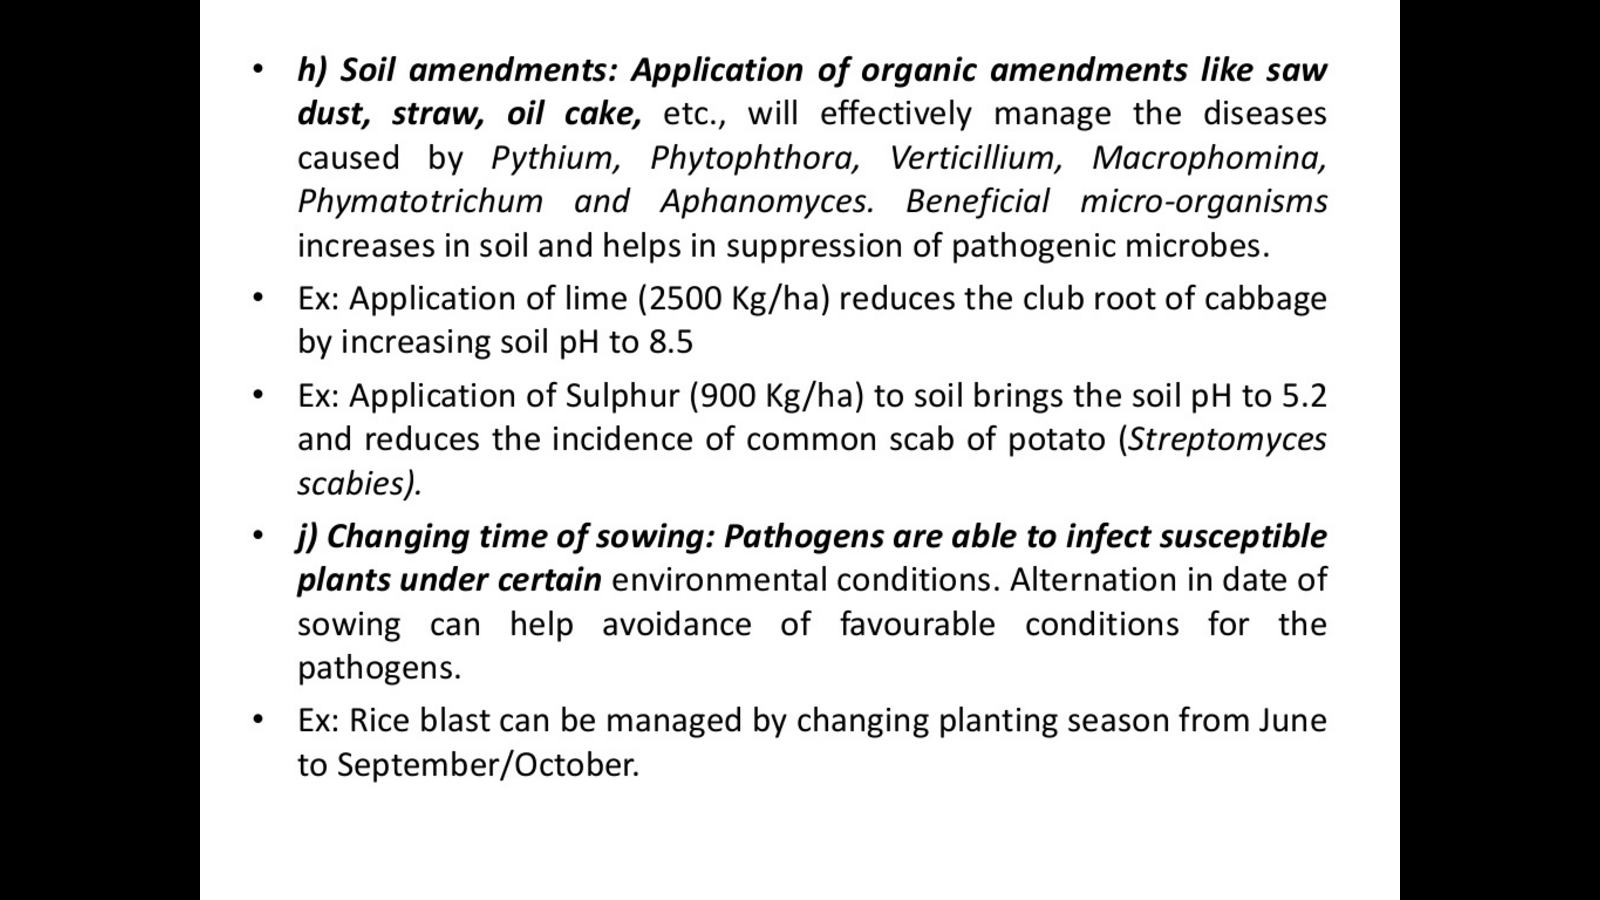 • h) Soil amendments: Application of organic amendments like saw
dust, straw, oil cake, etc., will effectively manage the diseases
caused by Pythium, Phytophthora, Verticillium, Macrophomina,
Phymatotrichum and Aphanomyces. Beneficial micro-organisms
increases in soil and helps in suppression of pathogenic microbes.
• Ex: Application of lime (2500 Kg/ha) reduces the club root of cabbage
by increasing soil pH to 8.5
• Ex: Application of Sulphur (900 Kg/ha) to soil brings the soil pH to 5.2
and reduces the incidence of common scab of potato (Streptomyces
scabies).
• j) Changing time of sowing: Pathogens are able to infect susceptible
plants under certain environmental conditions. Alternation in date of
sowing can help avoidance of favourable conditions for the
pathogens.
• Ex: Rice blast can be managed by changing planting season from June
to September/October.